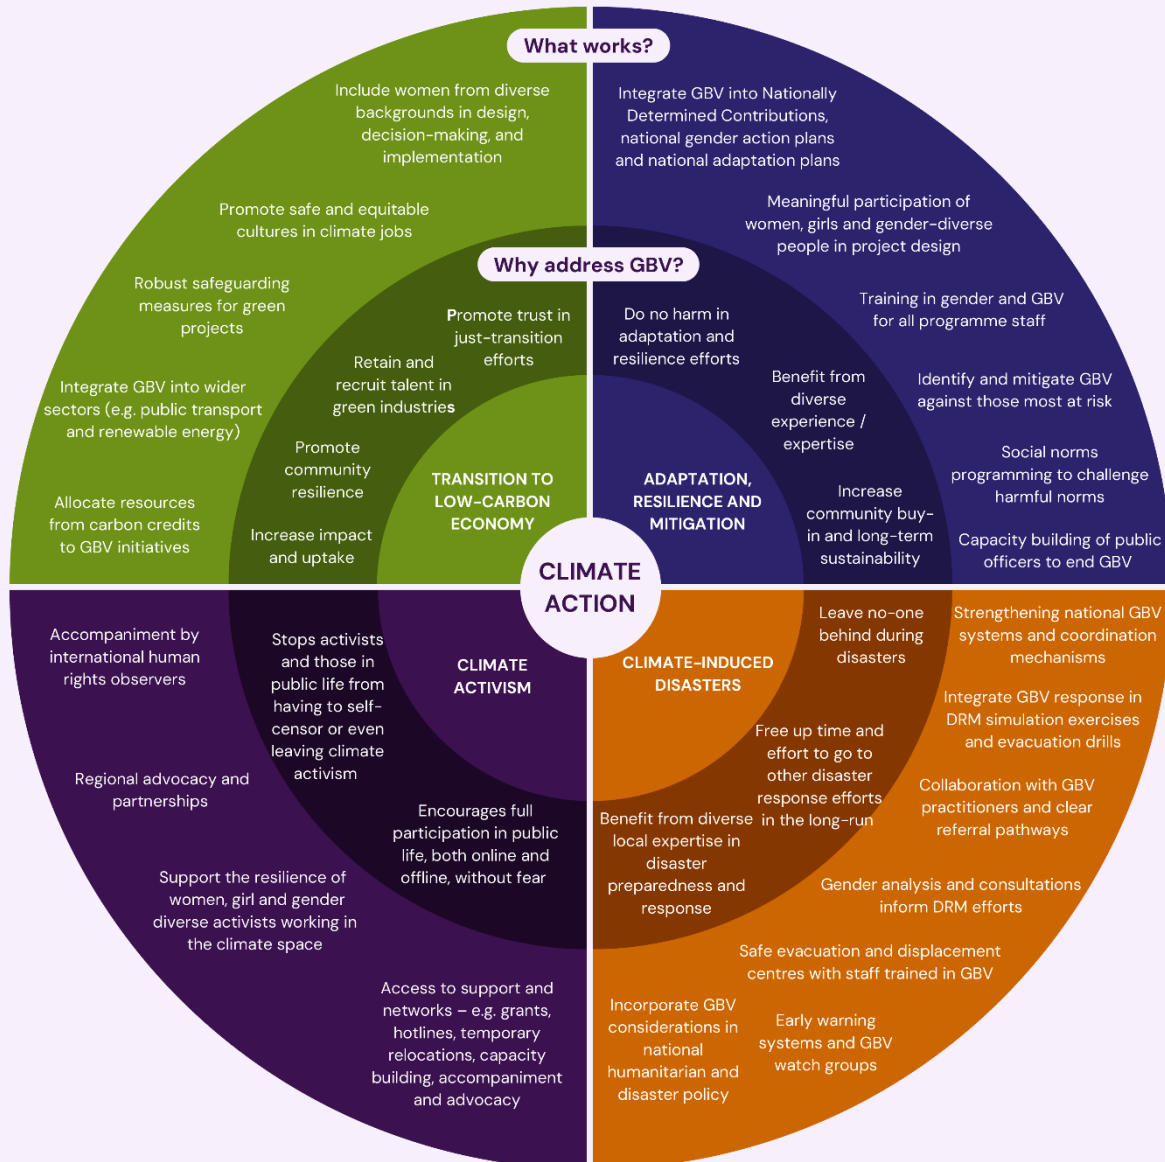 What works?
Include women from diverse
backgrounds in design,
decision-making, and
implementation
Promote safe and equitable
cultures in climate jobs
Robust safeguarding
measures for green
projects
Integrate GBV into wider
sectors (e.g. public transport
and renewable energy)
Allocate resources
from carbon credits
to GBV initiatives
Integrate GBV into Nationally
Determined Contributions,
national gender action plans
and national adaptation plans
Meaningful participation of
women, girls and gender-diverse
people in project design
Training in gender and GBV
for all programme staff
Identify and mitigate GBV
against those most at risk
Social norms
programming to challenge
harmful norms
Capacity building of public
officers to end GBV
Why address GBV?
Promote trust in
just-transition
efforts
Retain and
recruit talent in
green industries
Promote
community
resilience
Increase impact
and uptake
Do no harm in
adaptation and
resilience efforts
Benefit from
diverse
experience /
expertise
Increase
community buy-
in and long-term
sustainability
TRANSITION TO
LOW-CARBON
ECONOMY
ADAPTATION,
RESILIENCE AND
MITIGATION
CLIMATE
ACTION
CLIMATE
ACTIVISM
CLIMATE-INDUCED
DISASTERS
Stops activists
and those in
public life from
having to self-
censor or even
leaving climate
activism
Encourages full
participation in public
life, both online and
offline, without fear
Leave no-one
behind during
disasters
Free up time and
effort to go to
other disaster
response efforts
in the long-run
Benefit from diverse
local expertise in
disaster
preparedness and
response
Accompaniment by
international human
rights observers
Regional advocacy and
partnerships
Support the resilience of
women, girl and gender
diverse activists working in
the climate space
Access to support and
networks – e.g. grants,
hotlines, temporary
relocations, capacity
building, accompaniment
and advocacy
Strengthening national GBV
systems and coordination
mechanisms
Integrate GBV response in
DRM simulation exercises
and evacuation drills
Collaboration with GBV
practitioners and clear
referral pathways
Gender analysis and consultations
inform DRM efforts
Safe evacuation and displacement
centres with staff trained in GBV
Early warning
systems and GBV
watch groups
Incorporate GBV
considerations in
national
humanitarian and
disaster policy